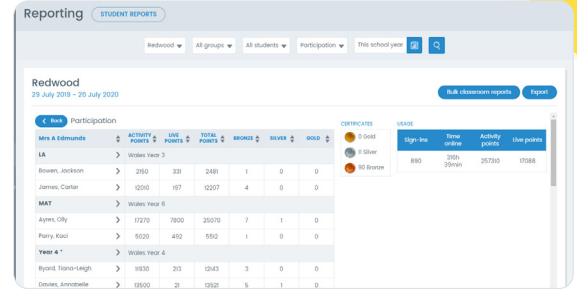 Reporting STUDENT REPORTS
Redwood All groups All students Participation This school year
Redwood
29 July 2019 - 26 July 2020
Bulk classroom reports Export
Back Participation
Mrs A Edmunds ACTIVITY POINTS LIVE POINTS TOTAL POINTS BRONZE SILVER GOLD
LA Wales Year 3
Bowen, Jackson 2150 331 2481 1 0 0
James, Carter 12010 197 12207 4 0 0
MAT Wales Year 6
Ayres, Olly 17270 7800 25070 7 1 0
Parry, Kaci 5020 492 5512 1 0 0
Year 4 * Wales Year 4
Byard, Tiana-Leigh 11930 213 12143 3 0 0
Davies, Annabelle 13500 21 13521 5 1 0
CERTIFICATES
0 Gold
11 Silver
90 Bronze
USAGE
Sign-ins Time online Activity points Live points
890 316h 39min 257310 17088